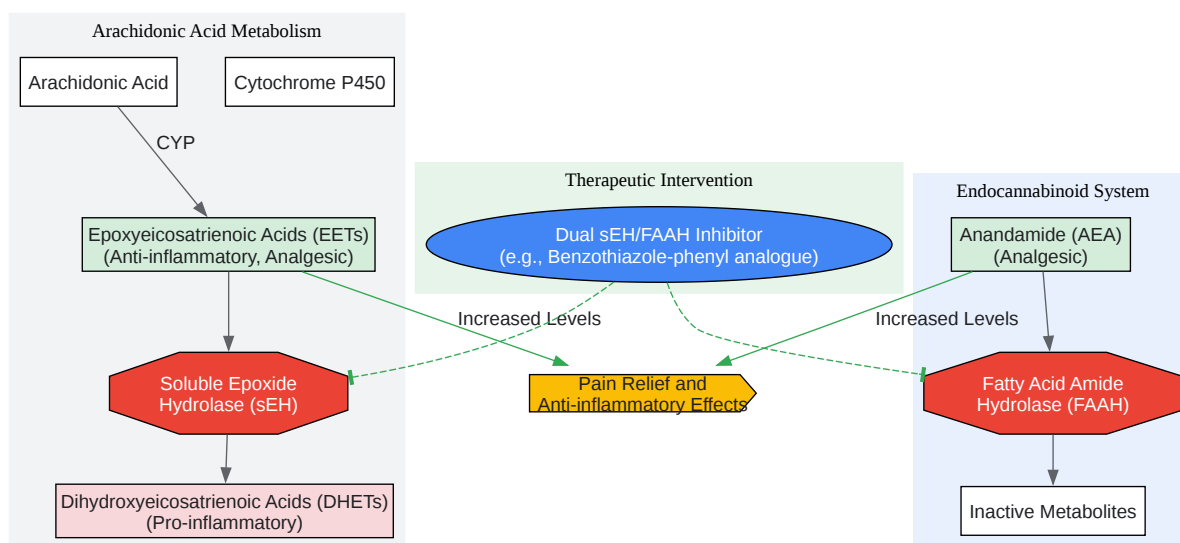 Arachidonic Acid Metabolism
Arachidonic Acid
Cytochrome P450
CYP
Epoxyeicosatrienoic Acids (EETs)
(Anti-inflammatory, Analgesic)
Soluble Epoxide
Hydrolase (sEH)
Dihydroxyeicosatrienoic Acids (DHETs)
(Pro-inflammatory)
Therapeutic Intervention
Dual sEH/FAAH Inhibitor
(e.g., Benzothiazole-phenyl analogue)
Increased Levels
Increased Levels
Pain Relief and
Anti-inflammatory Effects
Endocannabinoid System
Anandamide (AEA)
(Analgesic)
Fatty Acid Amide
Hydrolase (FAAH)
Inactive Metabolites